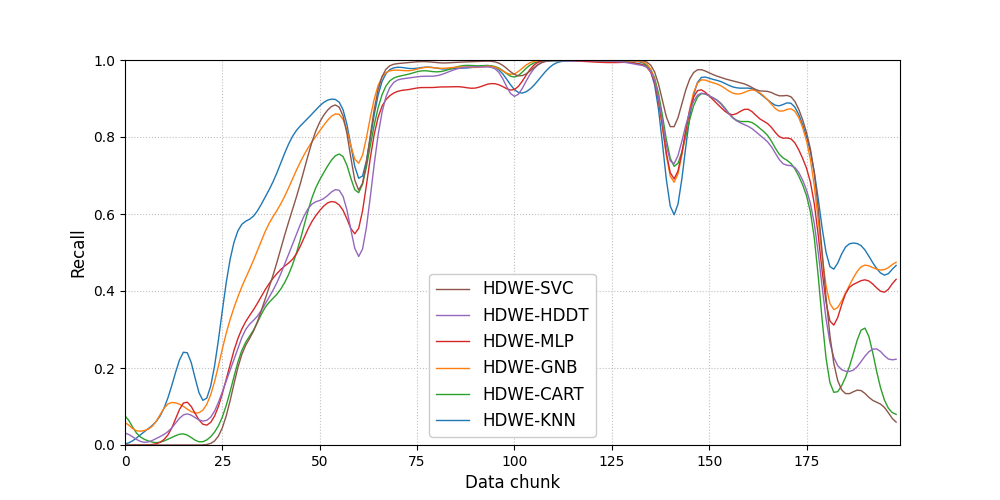 1.0
0.8
0.6
0.4
0.2
0.0
Recall
HDWE-SVC
HDWE-HDDT
HDWE-MLP
HDWE-GNB
HDWE-CART
HDWE-KNN
0 25 50 75 100 125 150 175
Data chunk